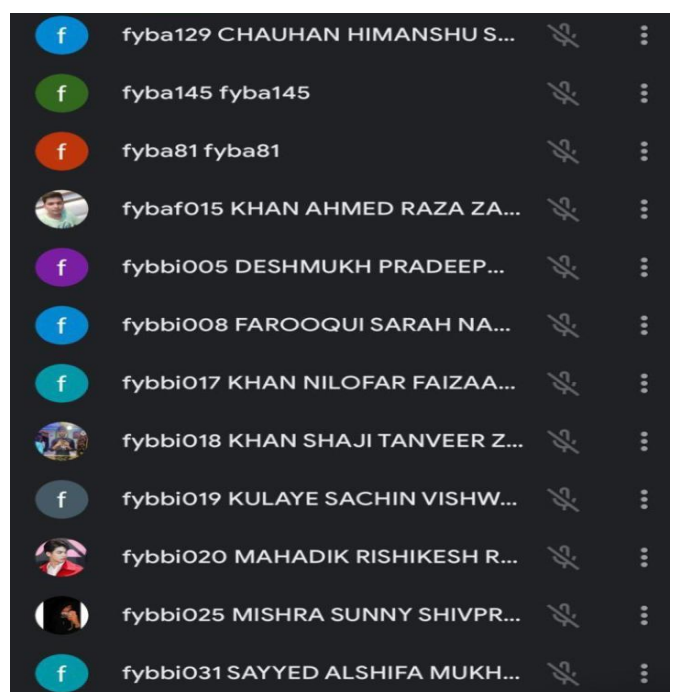 f fyba129 CHAUHAN HIMANSHU S...
f fyba145 fyba145
f fyba81 fyba81
fybaf015 KHAN AHMED RAZA ZA...
f fybbi005 DESHMUKH PRADEEP...
f fybbi008 FAROOQUI SARAH NA...
f fybbi017 KHAN NILOFAR FAIZAA...
fybbi018 KHAN SHAJI TANVEER Z...
f fybbi019 KULAYE SACHIN VISHW...
fybbi020 MAHADIK RISHIKESH R...
fybbi025 MISHRA SUNNY SHIVPR...
f fybbi031 SAYYED ALSHIFA MUKH...